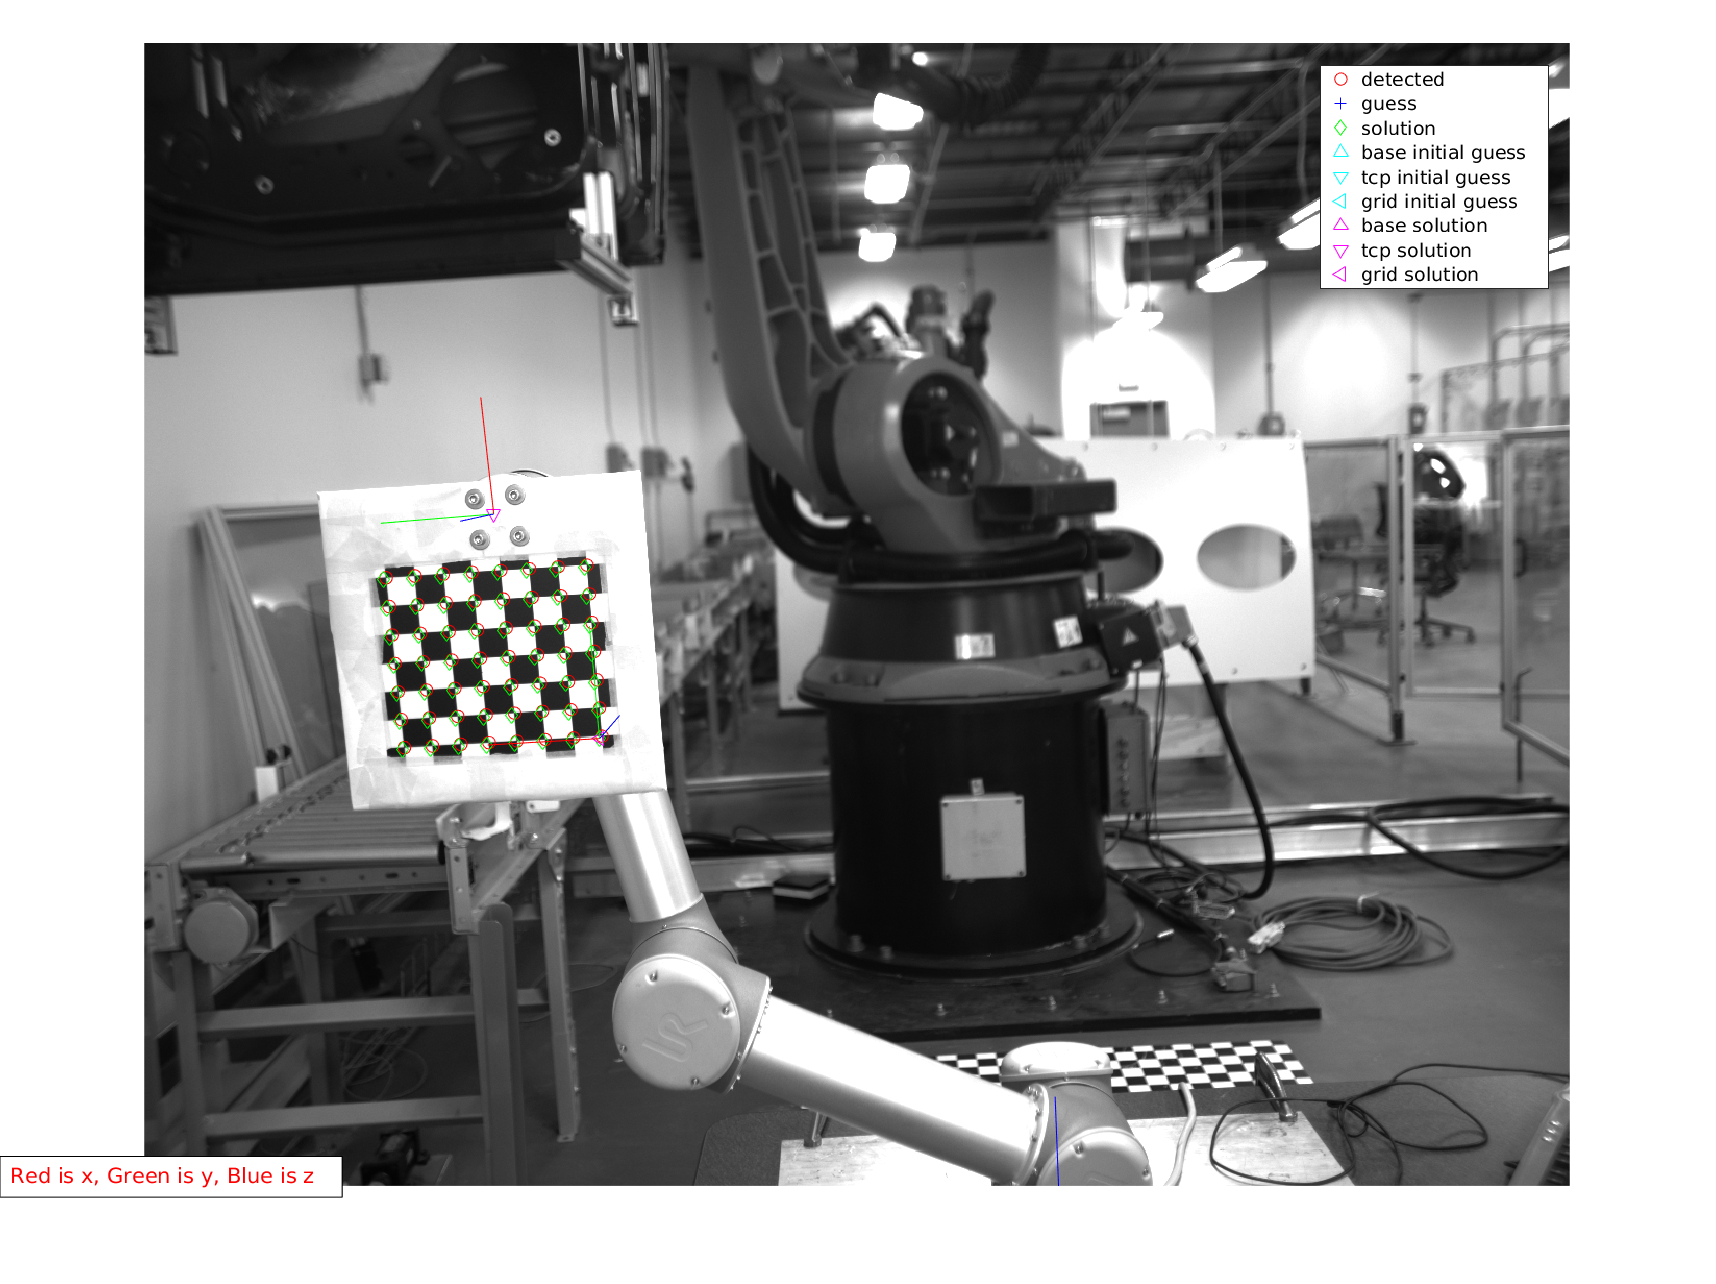 detected
guess
solution
base initial guess
tcp initial guess
grid initial guess
base solution
tcp solution
grid solution
UR
Red is x, Green is y, Blue is z